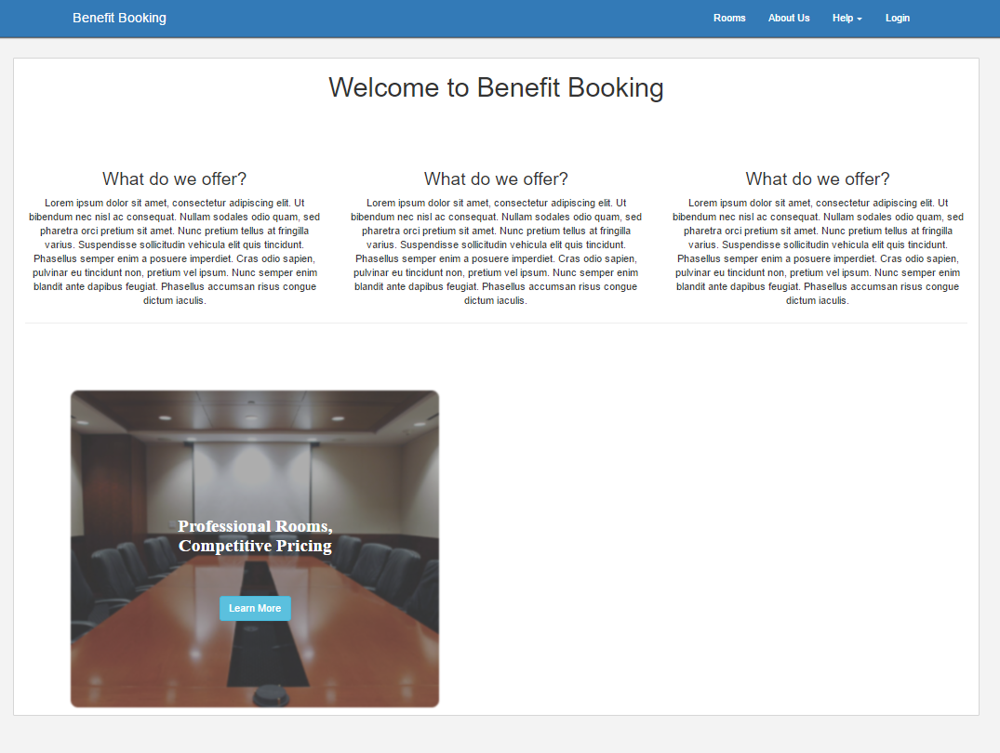 Benefit Booking
Rooms About Us Help Login
Welcome to Benefit Booking
What do we offer?
Lorem ipsum dolor sit amet, consectetur adipiscing elit. Ut
bibendum nec nisl ac consequat. Nullam sodales odio quam, sed
pharetra orci pretium sit amet. Nunc pretium tellus at fringilla
varius. Suspendisse sollicitudin vehicula elit quis tincidunt.
Phasellus semper enim a posuere imperdiet. Cras odio sapien,
pulvinar eu tincidunt non, pretium vel ipsum. Nunc semper enim
blandit ante dapibus feugiat. Phasellus accumsan risus congue
dictum iaculis.
What do we offer?
Lorem ipsum dolor sit amet, consectetur adipiscing elit. Ut
bibendum nec nisl ac consequat. Nullam sodales odio quam, sed
pharetra orci pretium sit amet. Nunc pretium tellus at fringilla
varius. Suspendisse sollicitudin vehicula elit quis tincidunt.
Phasellus semper enim a posuere imperdiet. Cras odio sapien,
pulvinar eu tincidunt non, pretium vel ipsum. Nunc semper enim
blandit ante dapibus feugiat. Phasellus accumsan risus congue
dictum iaculis.
What do we offer?
Lorem ipsum dolor sit amet, consectetur adipiscing elit. Ut
bibendum nec nisl ac consequat. Nullam sodales odio quam, sed
pharetra orci pretium sit amet. Nunc pretium tellus at fringilla
varius. Suspendisse sollicitudin vehicula elit quis tincidunt.
Phasellus semper enim a posuere imperdiet. Cras odio sapien,
pulvinar eu tincidunt non, pretium vel ipsum. Nunc semper enim
blandit ante dapibus feugiat. Phasellus accumsan risus congue
dictum iaculis.
Professional Rooms,
Competitive Pricing
Learn More